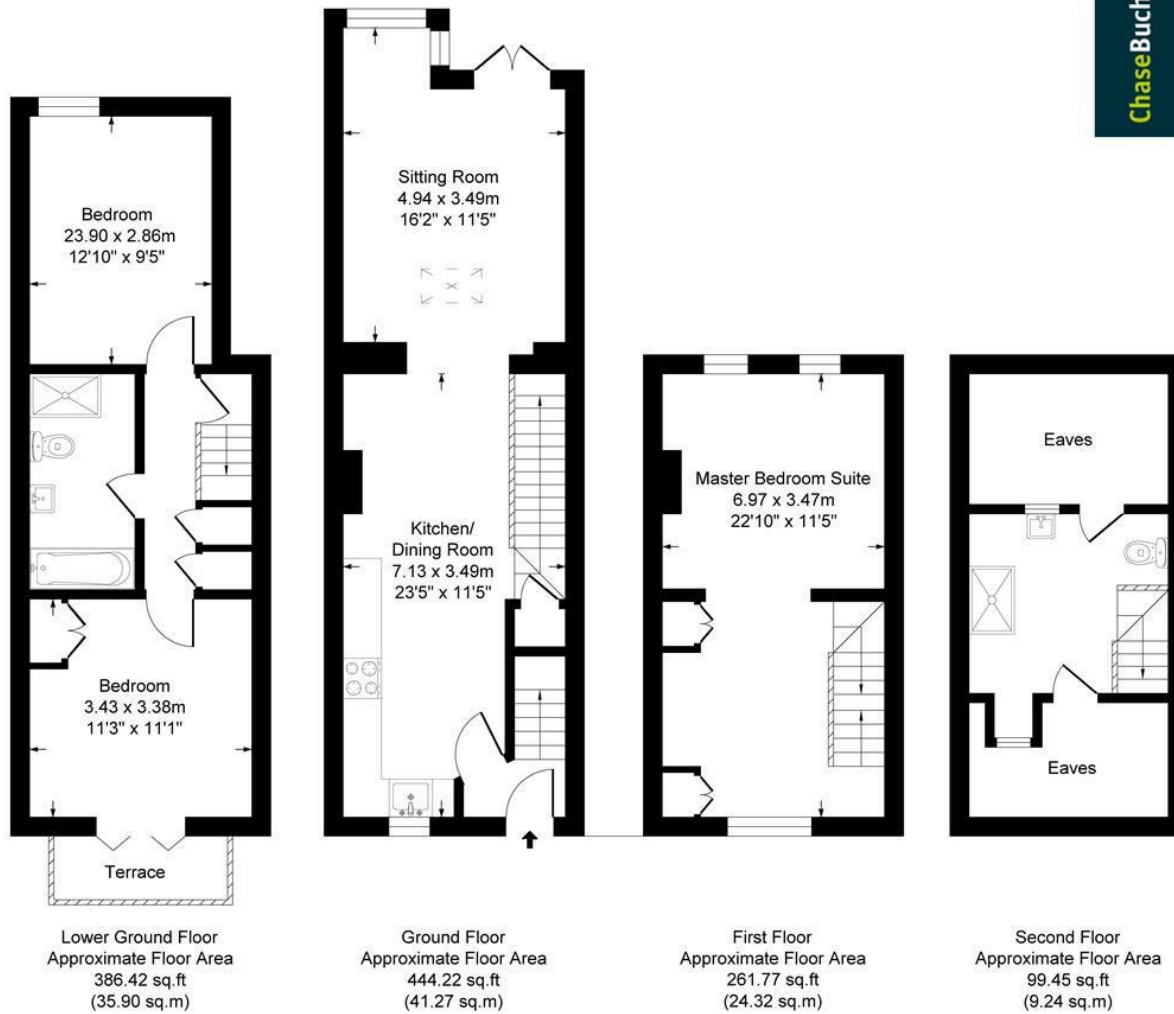 ChaseBuch
Bedroom
23.90 x 2.86m
12'10" x 9'5"
Bedroom
3.43 x 3.38m
11'3" x 11'1"
Terrace
Lower Ground Floor
Approximate Floor Area
386.42 sq.ft
(35.90 sq.m)
Sitting Room
4.94 x 3.49m
16'2" x 11'5"
Kitchen/
Dining Room
7.13 x 3.49m
23'5" x 11'5"
Ground Floor
Approximate Floor Area
444.22 sq.ft
(41.27 sq.m)
Master Bedroom Suite
6.97 x 3.47m
22'10" x 11'5"
First Floor
Approximate Floor Area
261.77 sq.ft
(24.32 sq.m)
Eaves
Eaves
Second Floor
Approximate Floor Area
99.45 sq.ft
(9.24 sq.m)